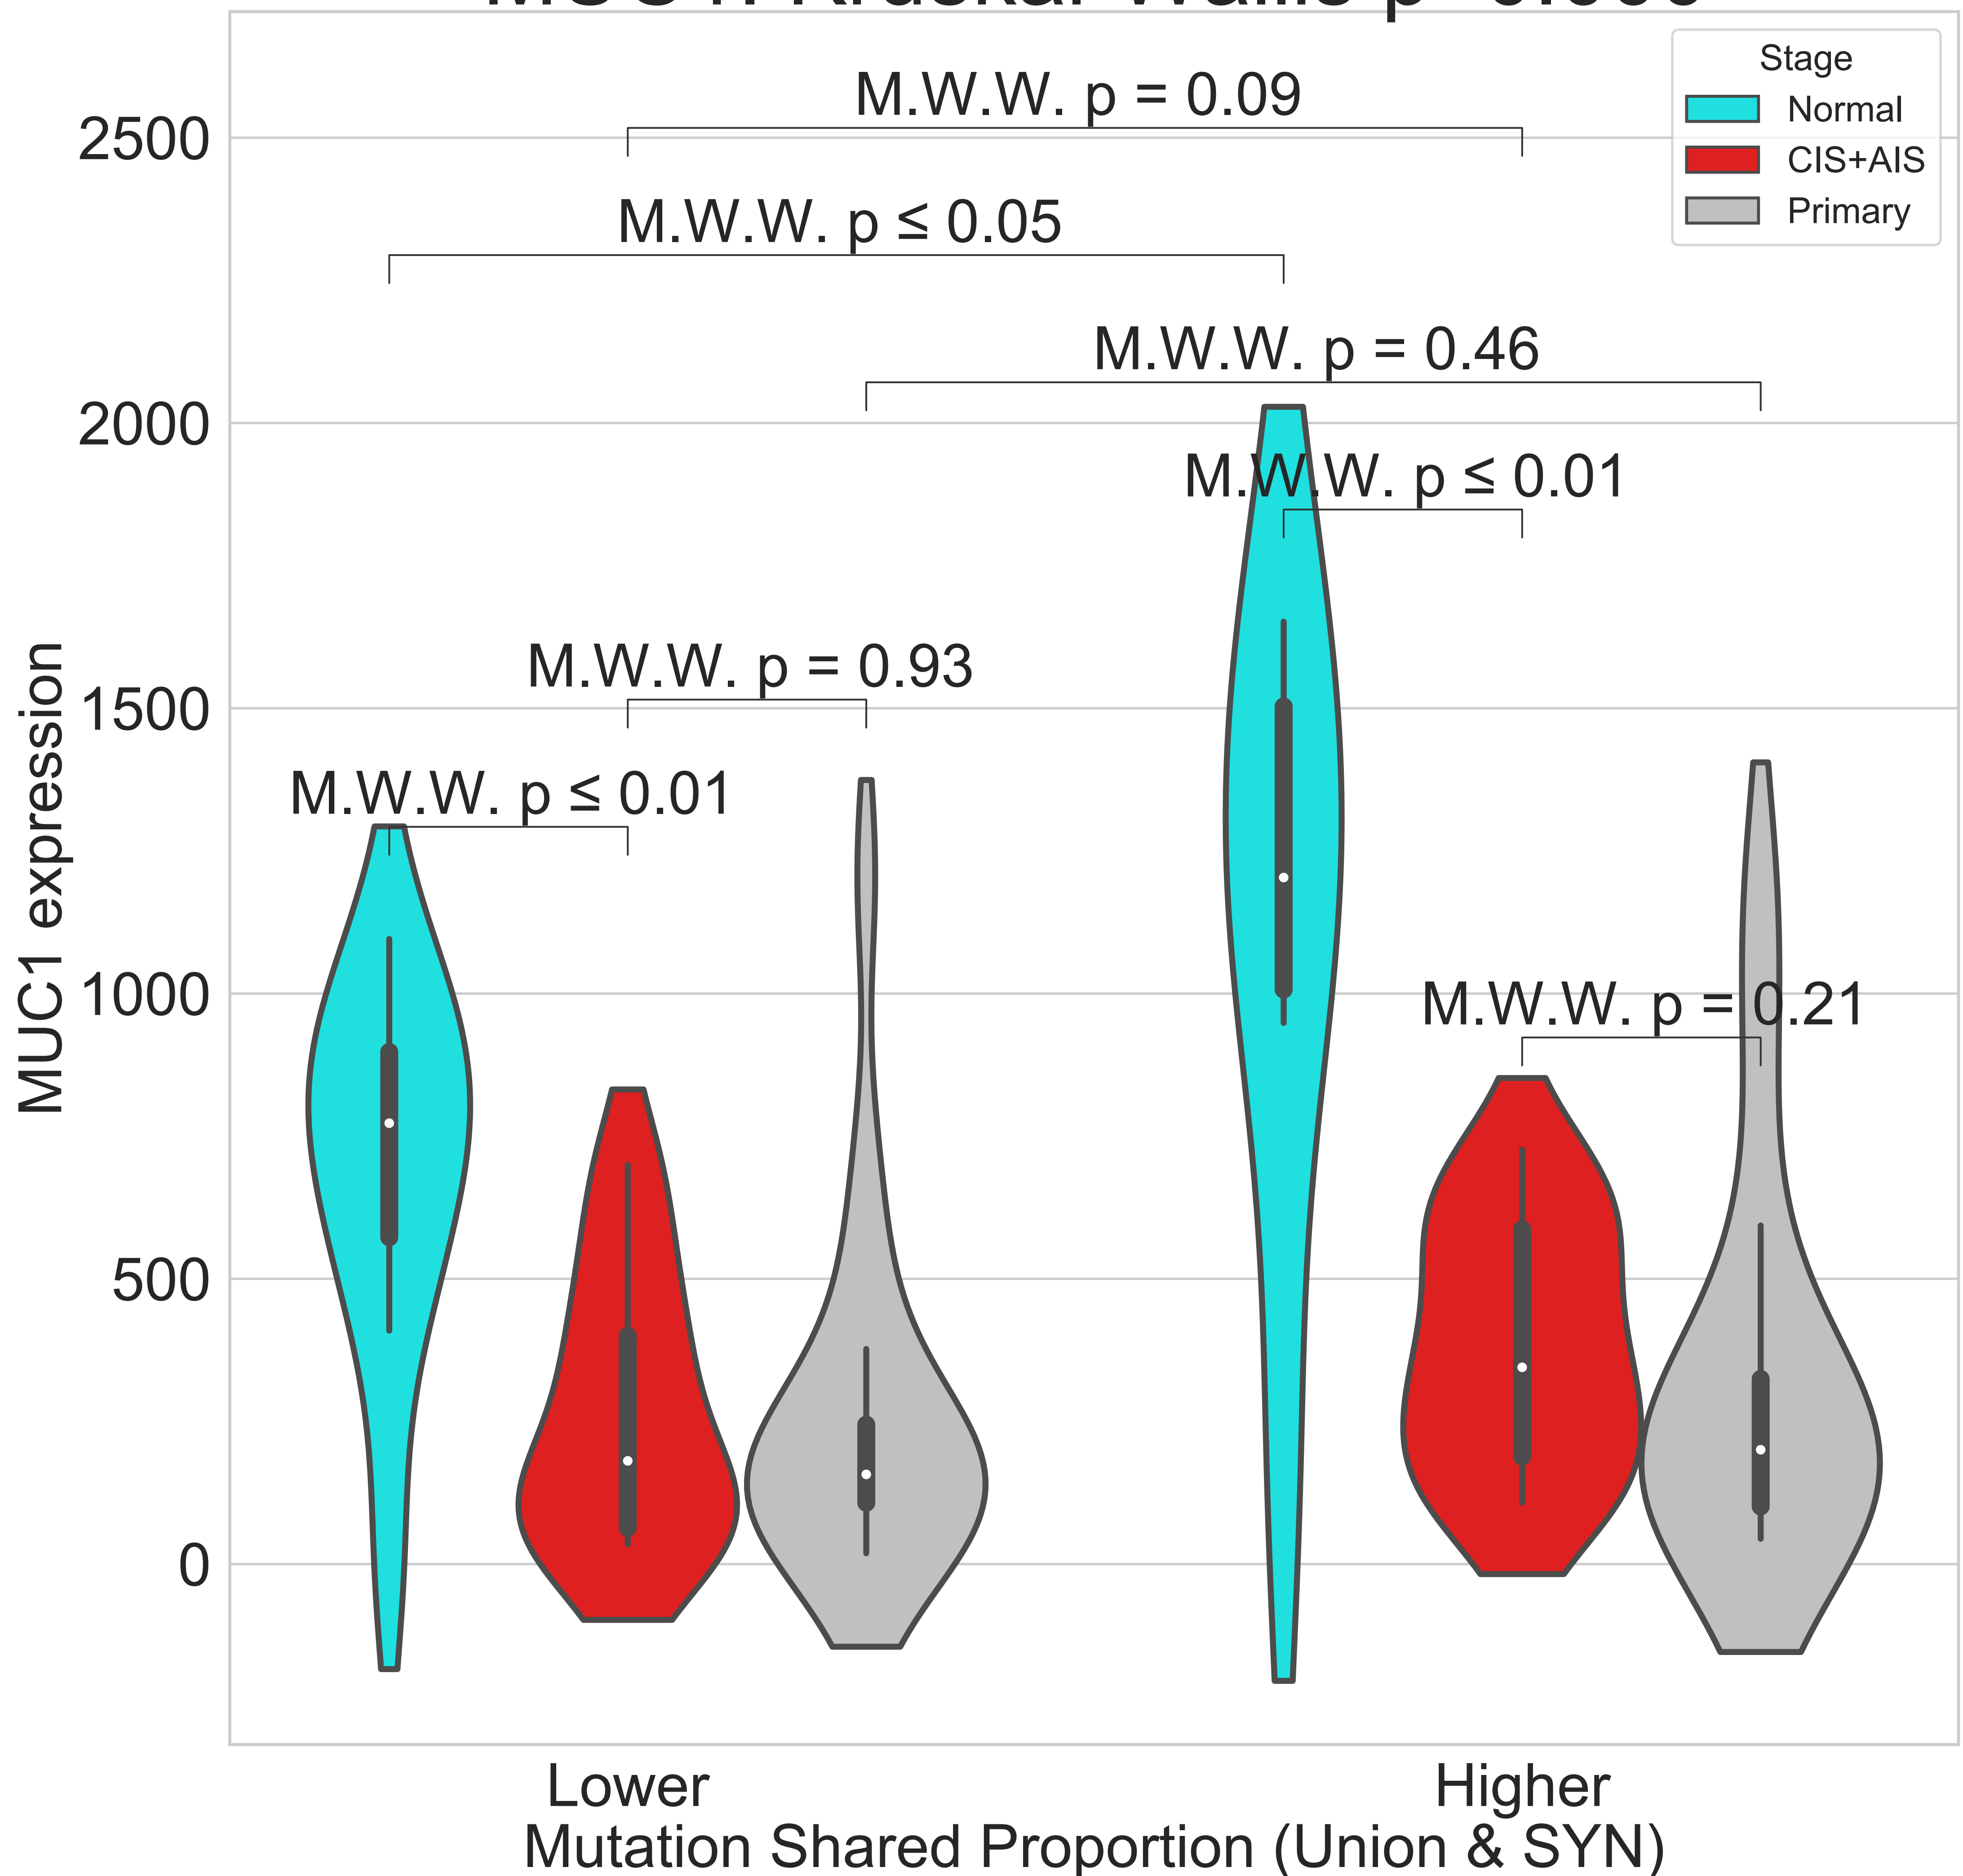 Stage
Normal
CIS+AIS
Primary
M.W.W. p = 0.09
M.W.W. p ≤ 0.05
M.W.W. p = 0.46
M.W.W. p ≤ 0.01
M.W.W. p = 0.93
M.W.W. p ≤ 0.01
M.W.W. p = 0.21
2500
2000
1500
1000
500
0
MUC1 expression
Lower
Higher
Mutation Shared Proportion (Union & SYN)